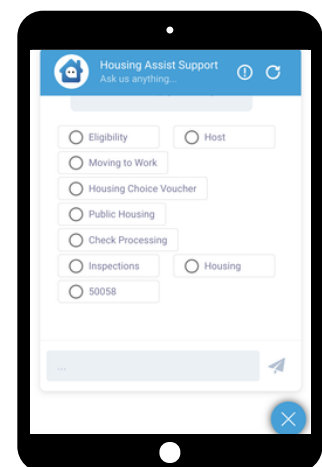 Housing Assist Support
Ask us anything...
Eligibility
Host
Moving to Work
Housing Choice Voucher
Public Housing
Check Processing
Inspections
Housing
50058
...